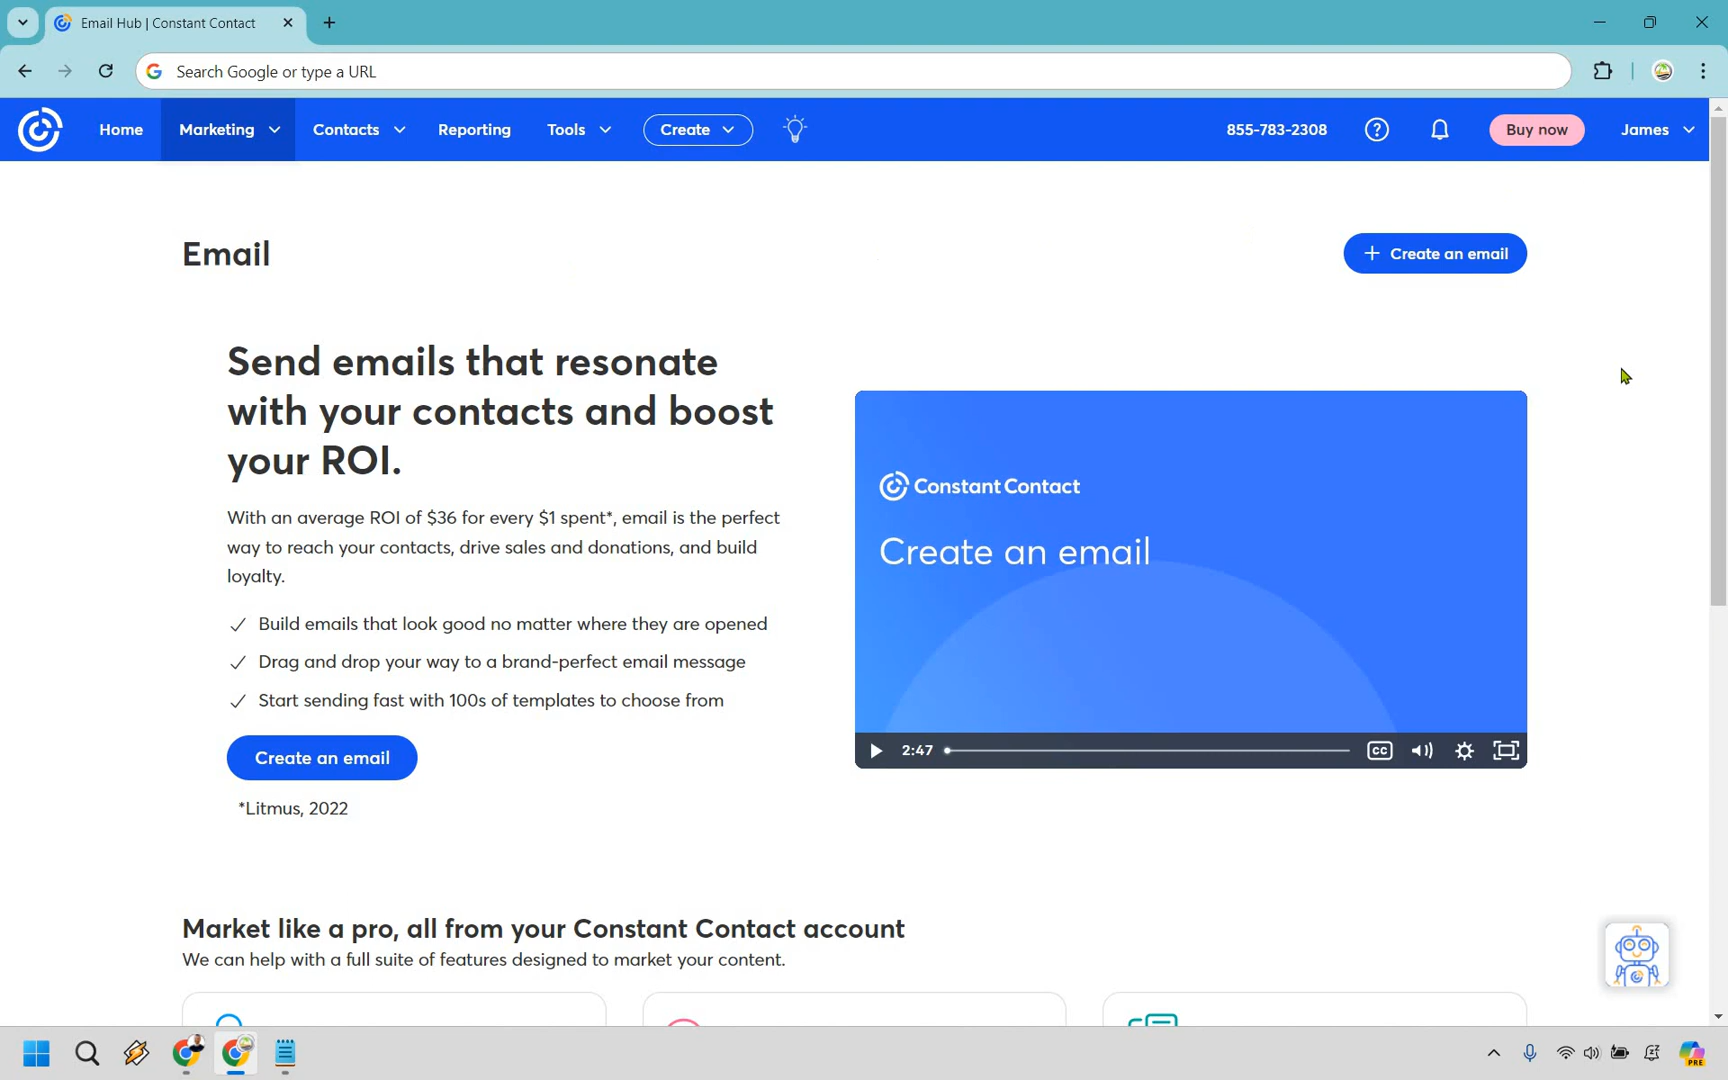 Email Hub | Constant Contact
Search Google or type a URL
Home Marketing Contacts Reporting Tools Create 855-783-2308 Buy now James
Email
Create an email
Send emails that resonate
with your contacts and boost
your ROI.
With an average ROI of $36 for every $1 spent*, email is the perfect
way to reach your contacts, drive sales and donations, and build
loyalty.
Build emails that look good no matter where they are opened
Drag and drop your way to a brand-perfect email message
Start sending fast with 100s of templates to choose from
Create an email
*Litmus, 2022
Constant Contact
Create an email
2:47
CC
Market like a pro, all from your Constant Contact account
We can help with a full suite of features designed to market your content.
PRE